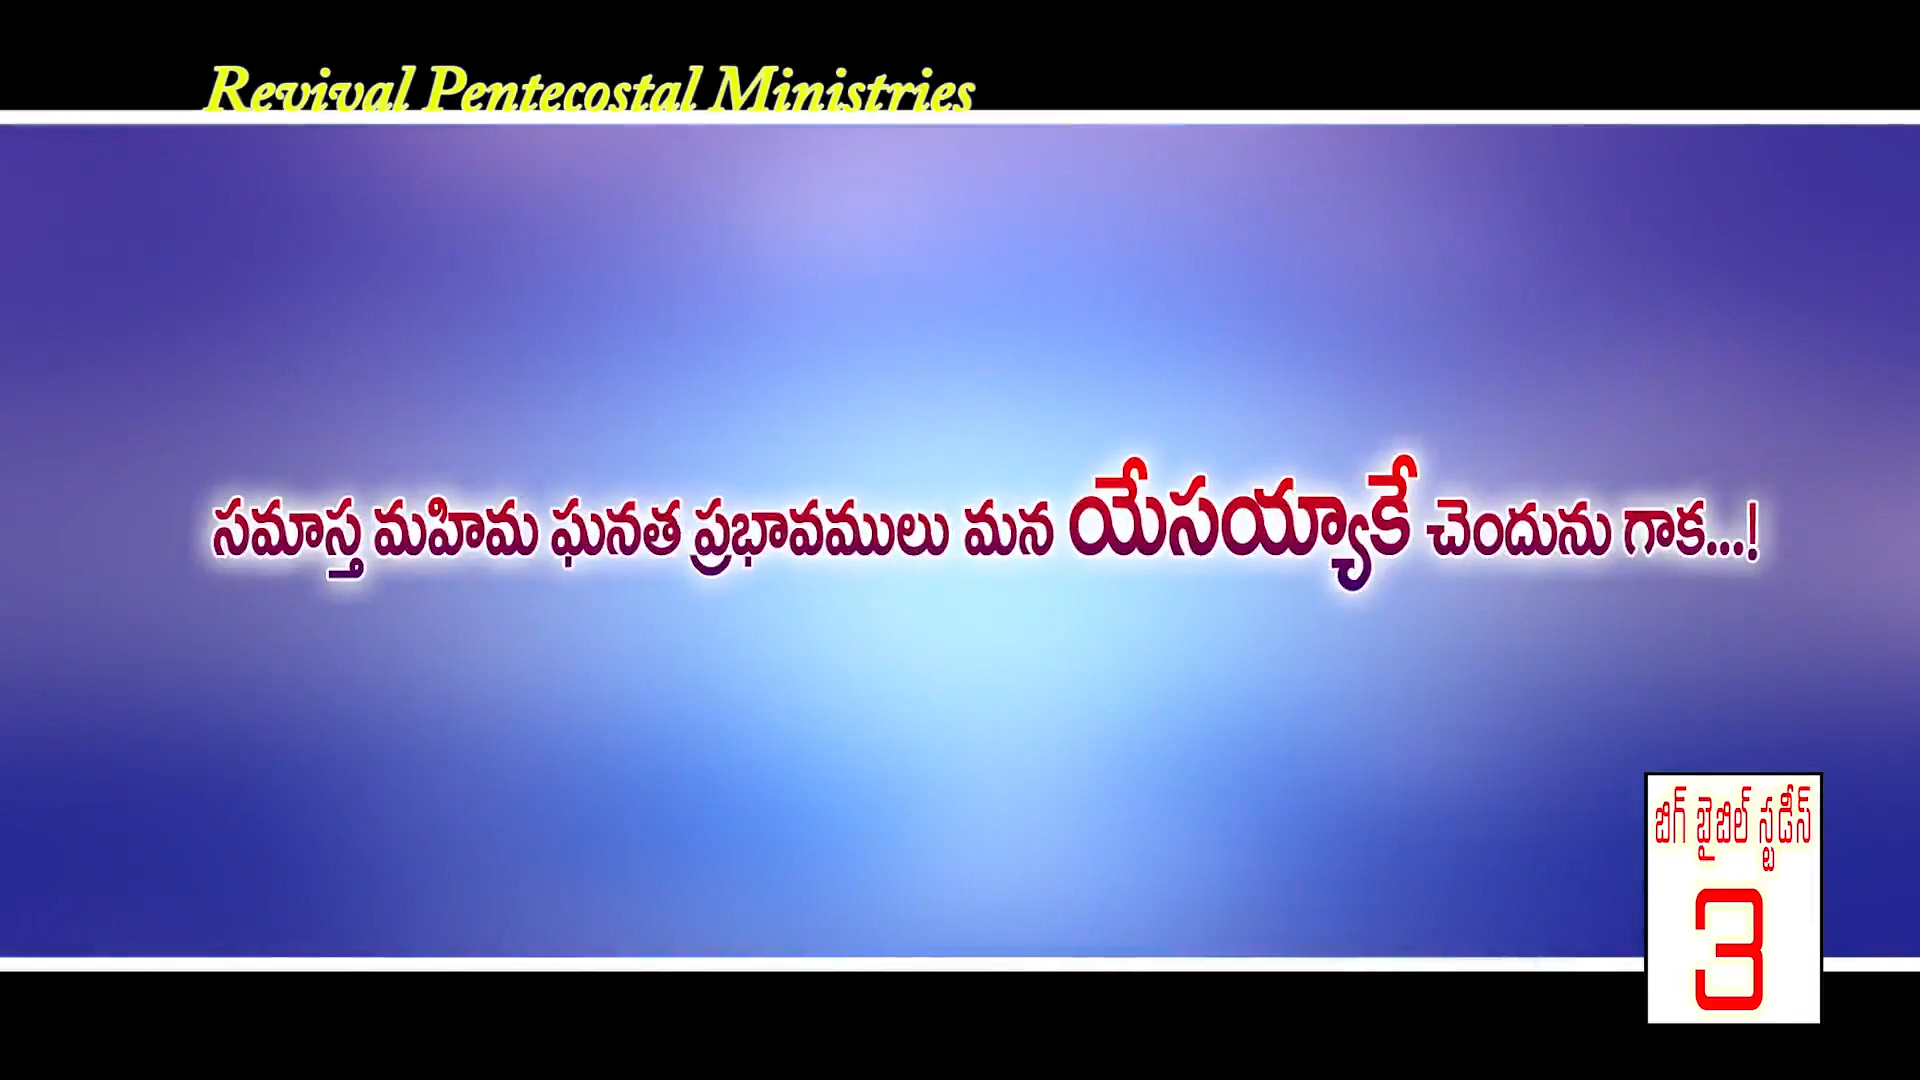 Revival Pentecostal Ministries
సమాస్త మహిమ ఘనత ప్రభావములు మన యేసయ్యాకే చెందును గాక...!
బిగ్ బైబిల్ స్టడీస్
3